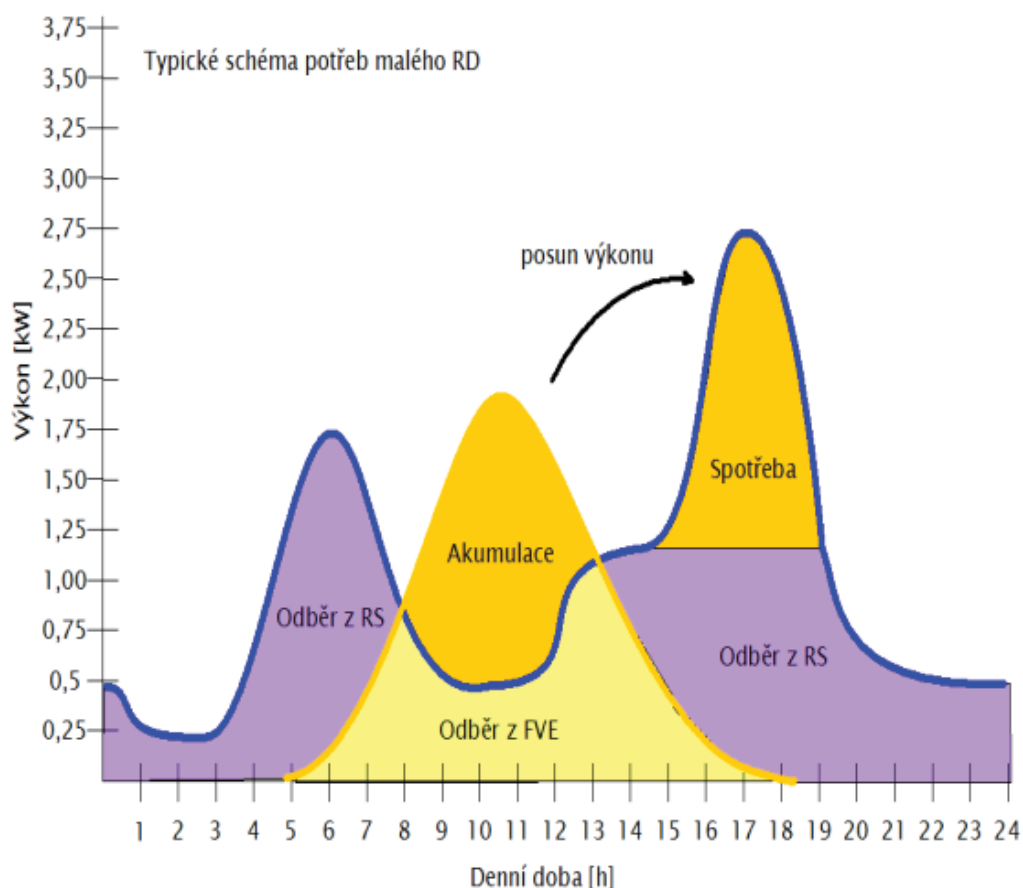 3,75
Typické schéma potřeb malého RD
3,50
3,25
3,00
2,75
posun výkonu
2,50
2,25
Výkon [kW]
2,00
1,75
1,50
Spotřeba
1,25
Akumulace
1,00
0,75
Odběr z RS
Odběr z RS
0,5
0,25
Odběr z FVE
1 2 3 4 5 6 7 8 9 10 11 12 13 14 15 16 17 18 19 20 21 22 23 24
Denní doba [h]